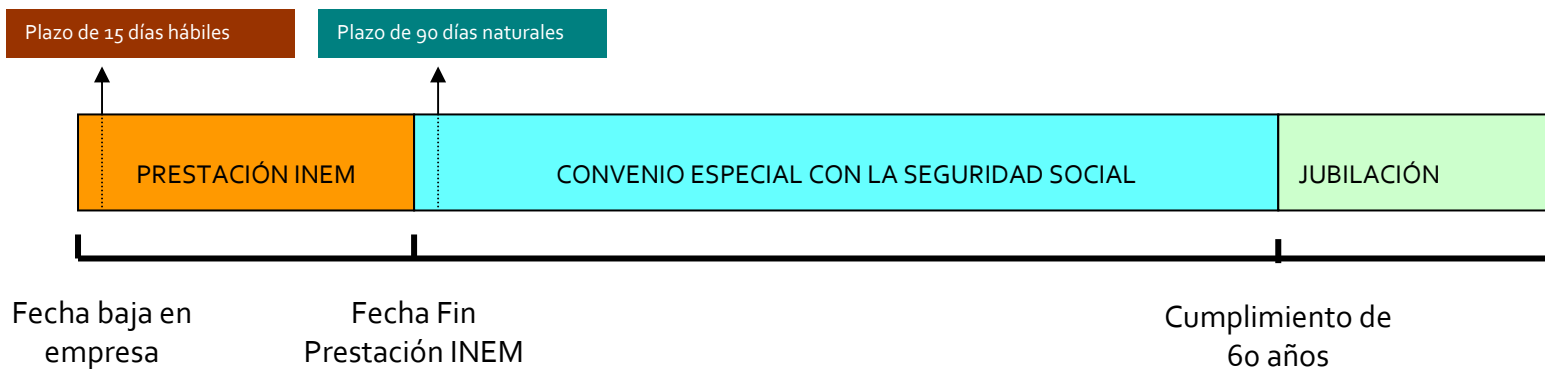 Plazo de 15 días hábiles
Plazo de 90 días naturales
PRESTACIÓN INEM
CONVENIO ESPECIAL CON LA SEGURIDAD SOCIAL
JUBILACIÓN
Fecha baja en
empresa
Fecha Fin
Prestación INEM
Cumplimiento de
60 años